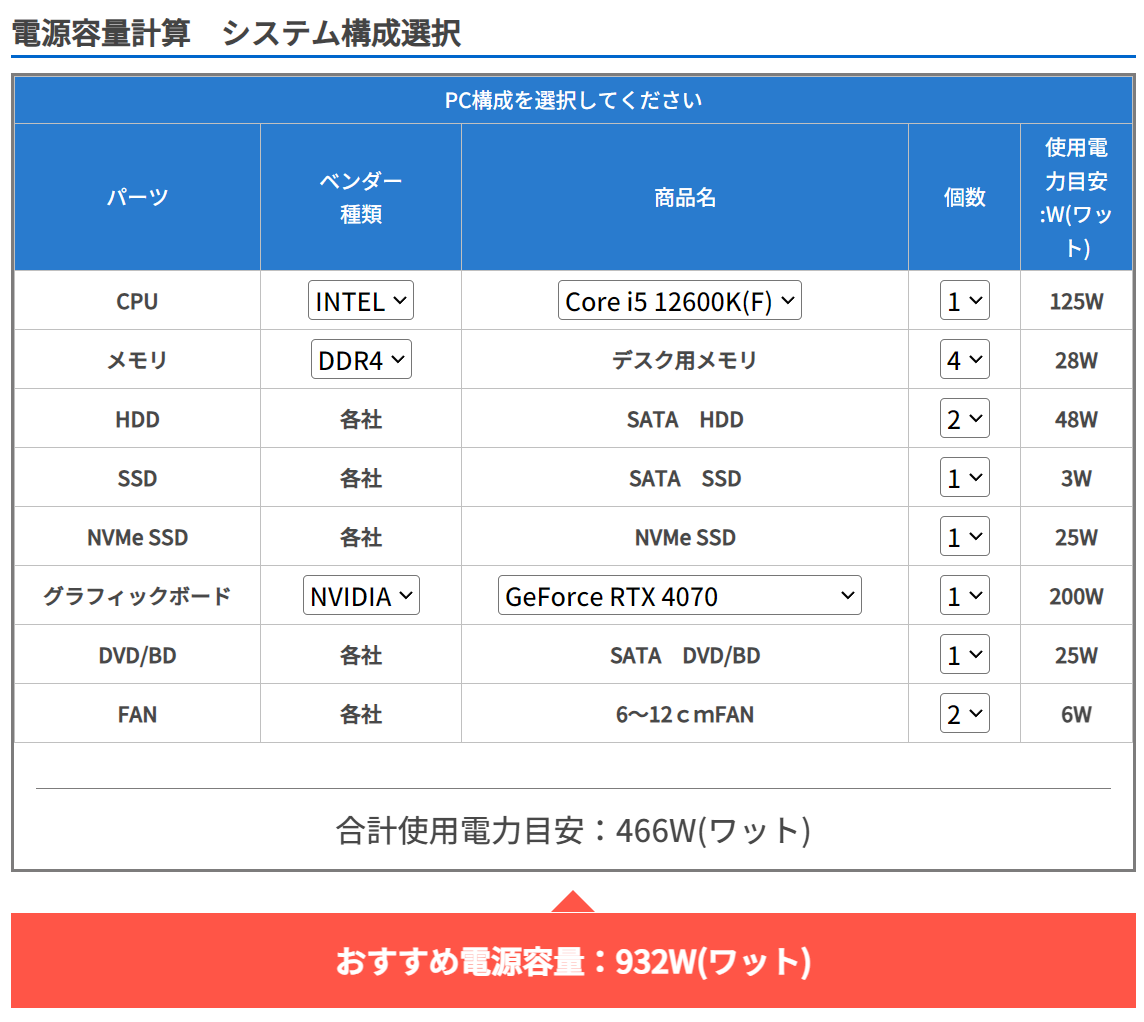 電源容量計算　システム構成選択
PC構成を選択してください
パーツ
ベンダー
種類
商品名
個数
使用電
力目安
:W(ワッ
ト)
CPU INTEL Core i5 12600K(F) 1 125W
メモリ DDR4 デスク用メモリ 4 28W
HDD 各社 SATA　HDD 2 48W
SSD 各社 SATA　SSD 1 3W
NVMe SSD 各社 NVMe SSD 1 25W
グラフィックボード NVIDIA GeForce RTX 4070 1 200W
DVD/BD 各社 SATA　DVD/BD 1 25W
FAN 各社 6～12ｃｍFAN 2 6W
合計使用電力目安：466W(ワット)
おすすめ電源容量：932W(ワット)